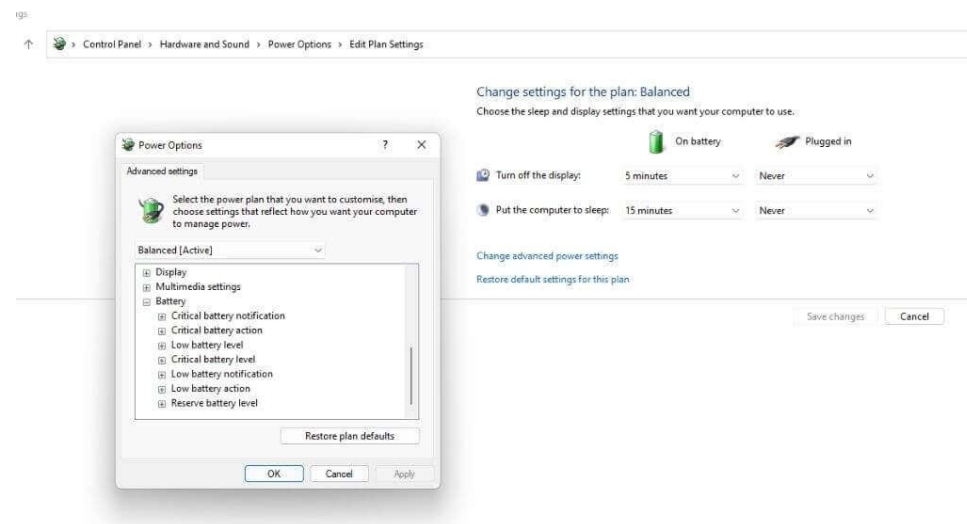 Control Panel > Hardware and Sound > Power Options > Edit Plan Settings
Change settings for the plan: Balanced
Choose the sleep and display settings that you want your computer to use.
On battery
Plugged in
Turn off the display:
5 minutes
Never
Put the computer to sleep:
15 minutes
Never
Change advanced power settings
Restore default settings for this plan
Save changes
Cancel
Power Options
?
X
Advanced settings
Select the power plan that you want to customise, then
choose settings that reflect how you want your computer
to manage power.
Balanced [Active]
Display
Multimedia settings
Battery
Critical battery notification
Critical battery action
Low battery level
Critical battery level
Low battery notification
Low battery action
Reserve battery level
Restore plan defaults
OK
Cancel
Apply